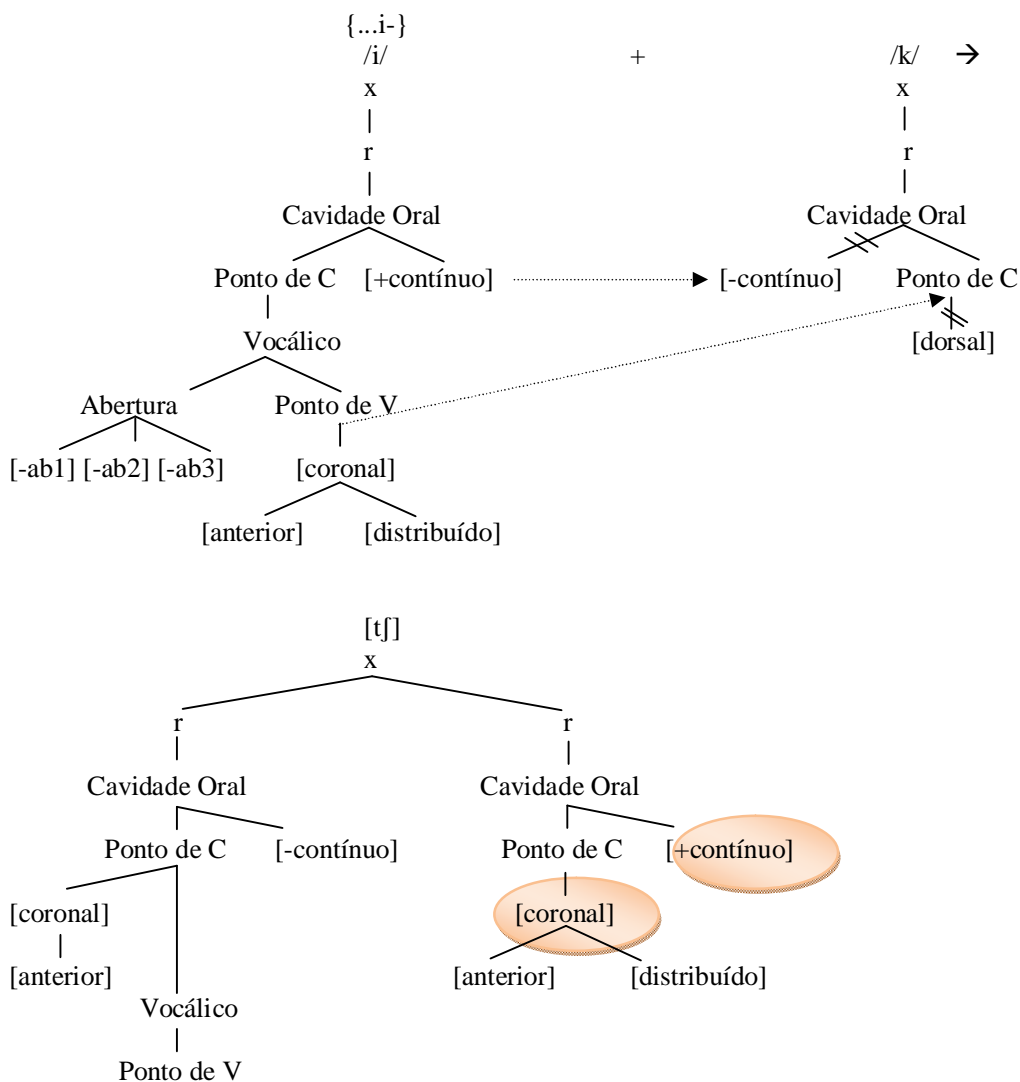 {...i-}
/i/ + /k/ →
x x
r r
Cavidade Oral Cavidade Oral
Ponto de C [+contínuo] [-contínuo] Ponto de C
Vocálico [dorsal]
Abertura Ponto de V
[-ab1] [-ab2] [-ab3] [coronal]
[anterior] [distribuído]
[tʃ]
x
r r
Cavidade Oral Cavidade Oral
Ponto de C [-contínuo] Ponto de C [+contínuo]
[coronal] [coronal]
[anterior] [anterior] [distribuído]
Vocálico
Ponto de V